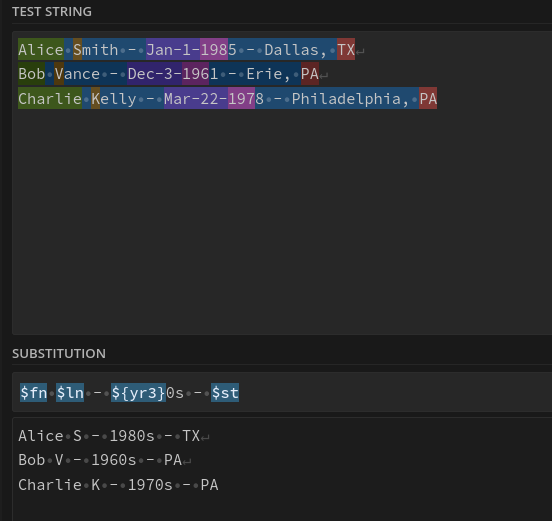 TEST STRING
Alice Smith - Jan-1-1985 - Dallas, TX
Bob Vance - Dec-3-1961 - Erie, PA
Charlie Kelly - Mar-22-1978 - Philadelphia, PA
SUBSTITUTION
$fn $ln - ${yr3}0s - $st
Alice S - 1980s - TX
Bob V - 1960s - PA
Charlie K - 1970s - PA